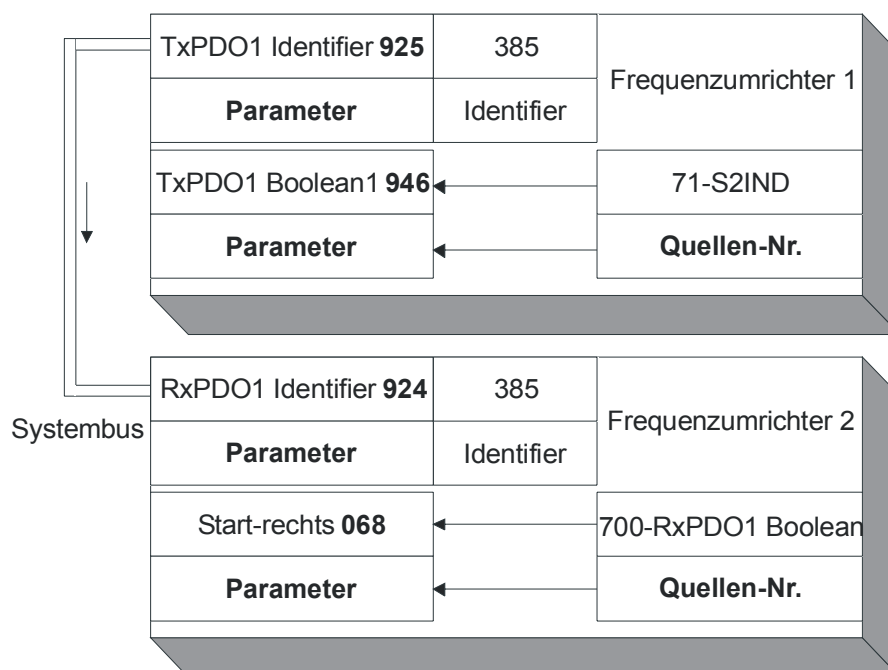 TxPDO1 Identifier 925 385
Frequenzumrichter 1
Parameter Identifier
TxPDO1 Boolean1 946 71-S2IND
Parameter Quellen-Nr.
RxPDO1 Identifier 924 385
Frequenzumrichter 2
Systembus
Parameter Identifier
Start-rechts 068 700-RxPDO1 Boolean
Parameter Quellen-Nr.